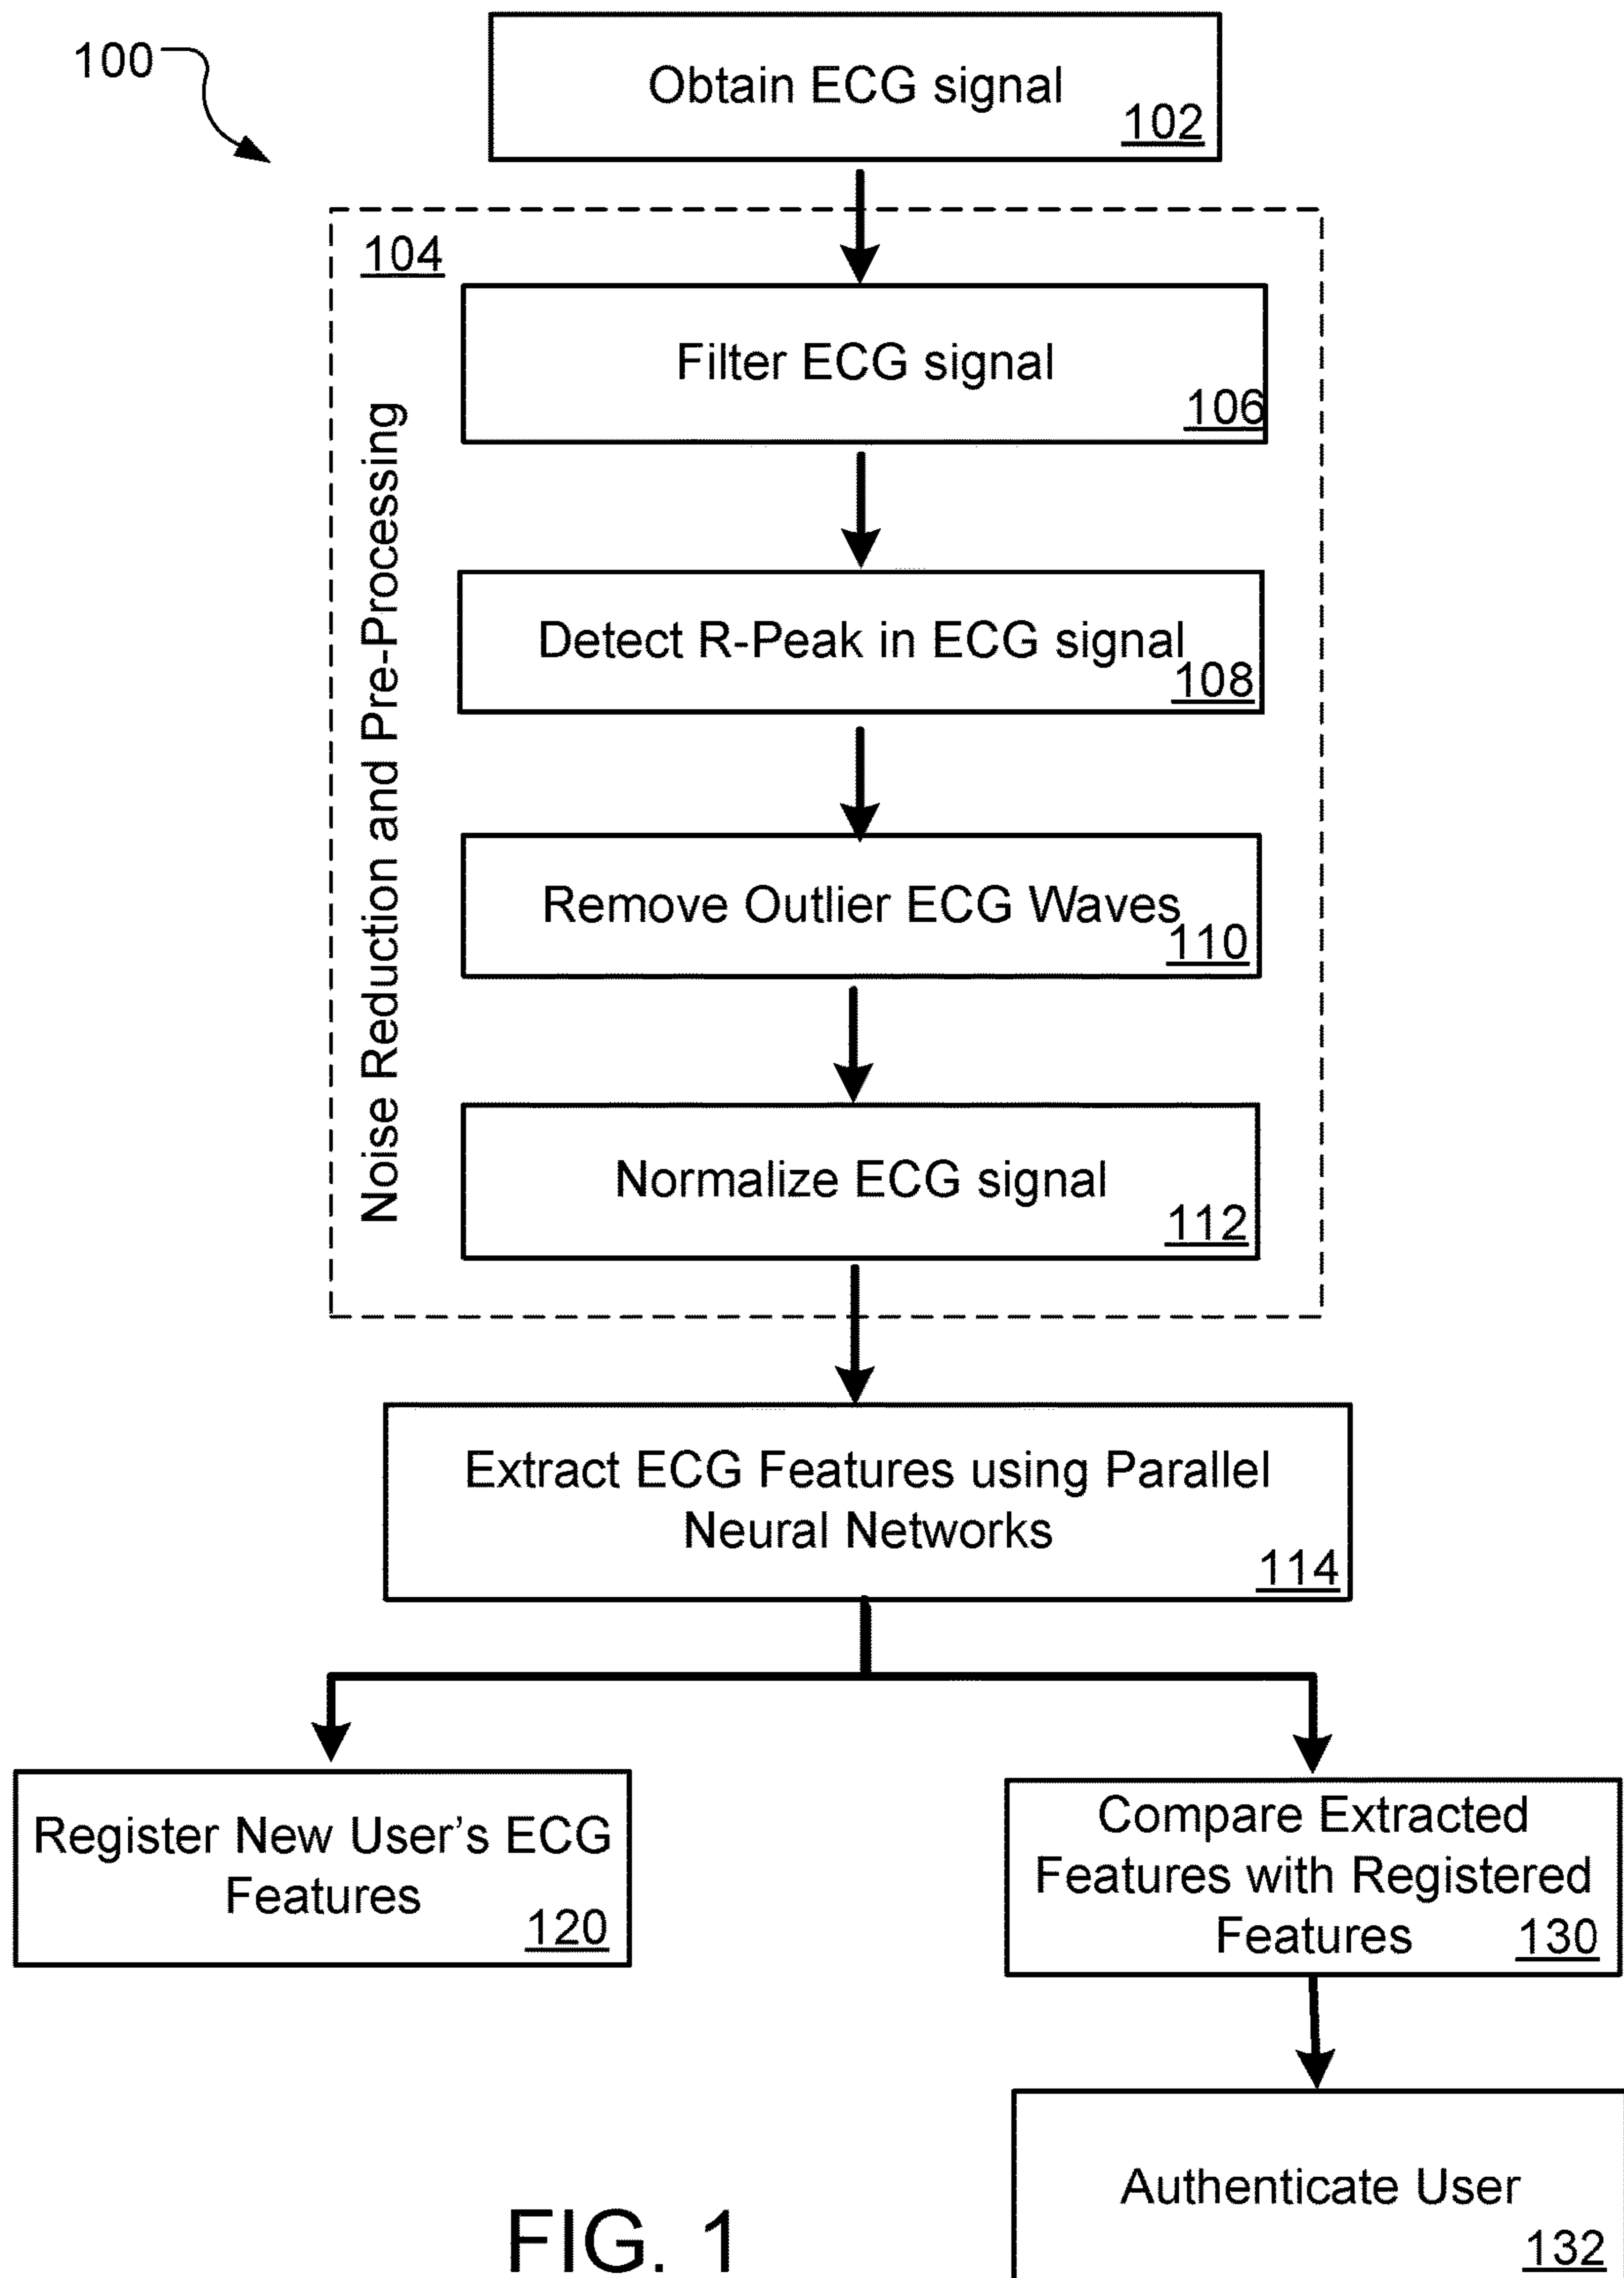 100
Obtain ECG signal
102
104
Noise Reduction and Pre-Processing
Filter ECG signal
106
Detect R-Peak in ECG signal
108
Remove Outlier ECG Waves
110
Normalize ECG signal
112
Extract ECG Features using Parallel
Neural Networks
114
Register New User's ECG
Features
120
Compare Extracted
Features with Registered
Features
130
Authenticate User
132
FIG. 1